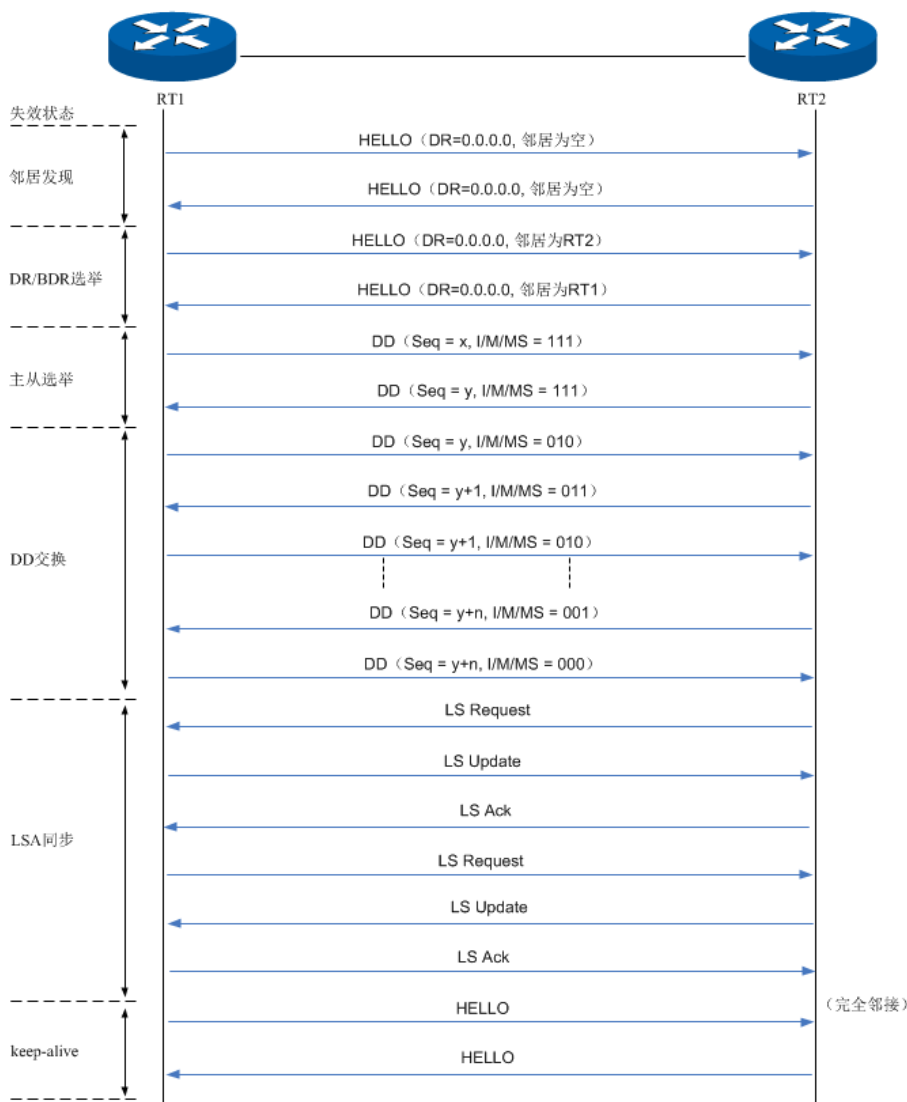 RT1
RT2
失效状态
HELLO（DR=0.0.0.0, 邻居为空）
邻居发现
HELLO（DR=0.0.0.0, 邻居为空）
HELLO（DR=0.0.0.0, 邻居为RT2）
DR/BDR选举
HELLO（DR=0.0.0.0, 邻居为RT1）
DD（Seq = x, I/M/MS = 111）
主从选举
DD（Seq = y, I/M/MS = 111）
DD（Seq = y, I/M/MS = 010）
DD（Seq = y+1, I/M/MS = 011）
DD（Seq = y+1, I/M/MS = 010）
DD交换
DD（Seq = y+n, I/M/MS = 001）
DD（Seq = y+n, I/M/MS = 000）
LS Request
LS Update
LS Ack
LSA同步
LS Request
LS Update
LS Ack
HELLO
（完全邻接）
keep-alive
HELLO